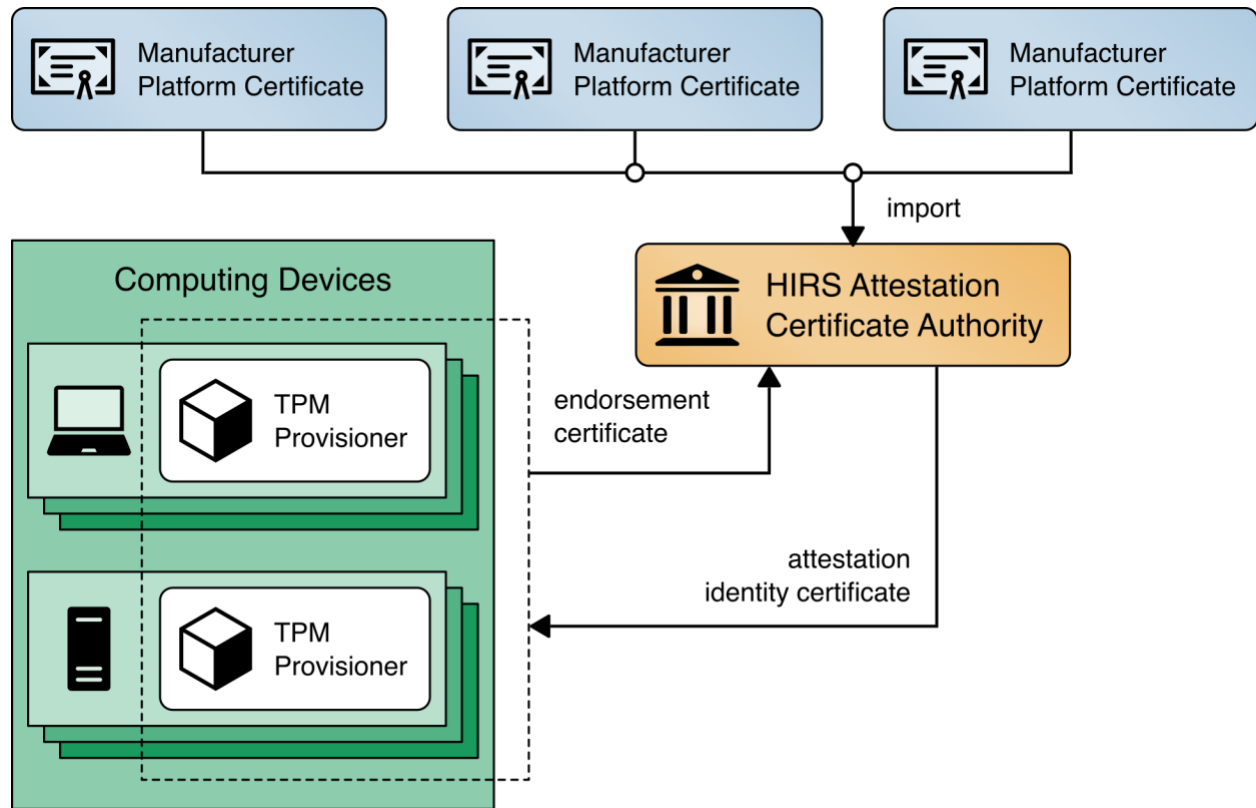 Manufacturer
Platform Certificate
Manufacturer
Platform Certificate
Manufacturer
Platform Certificate
import
Computing Devices
HIRS Attestation
Certificate Authority
TPM
Provisioner
endorsement
certificate
attestation
identity certificate
TPM
Provisioner